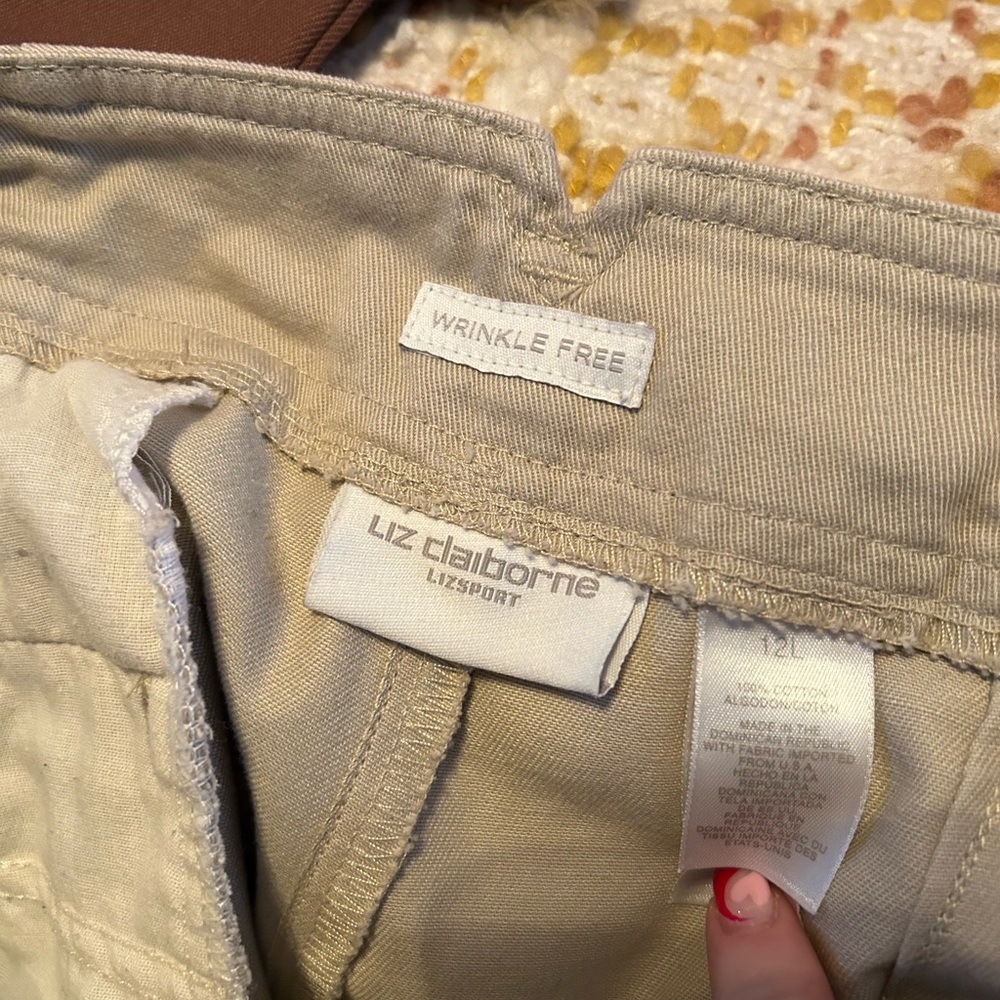 WRINKLE FREE
LIZ claiborne
LIZSPORT
12L
100% COTTON
ALGODON/COTON
MADE IN THE
DOMINICAN REPUBLIC
WITH FABRIC IMPORTED
FROM U.S.A.
HECHO EN LA
REPUBLICA
DOMINICANA CON
TELA IMPORTADA
DE EE.UU.
FABRIQUE EN
REPUBLIQUE
DOMINICAINE AVEC DU
TISSU IMPORTE DES
ETATS-UNIS